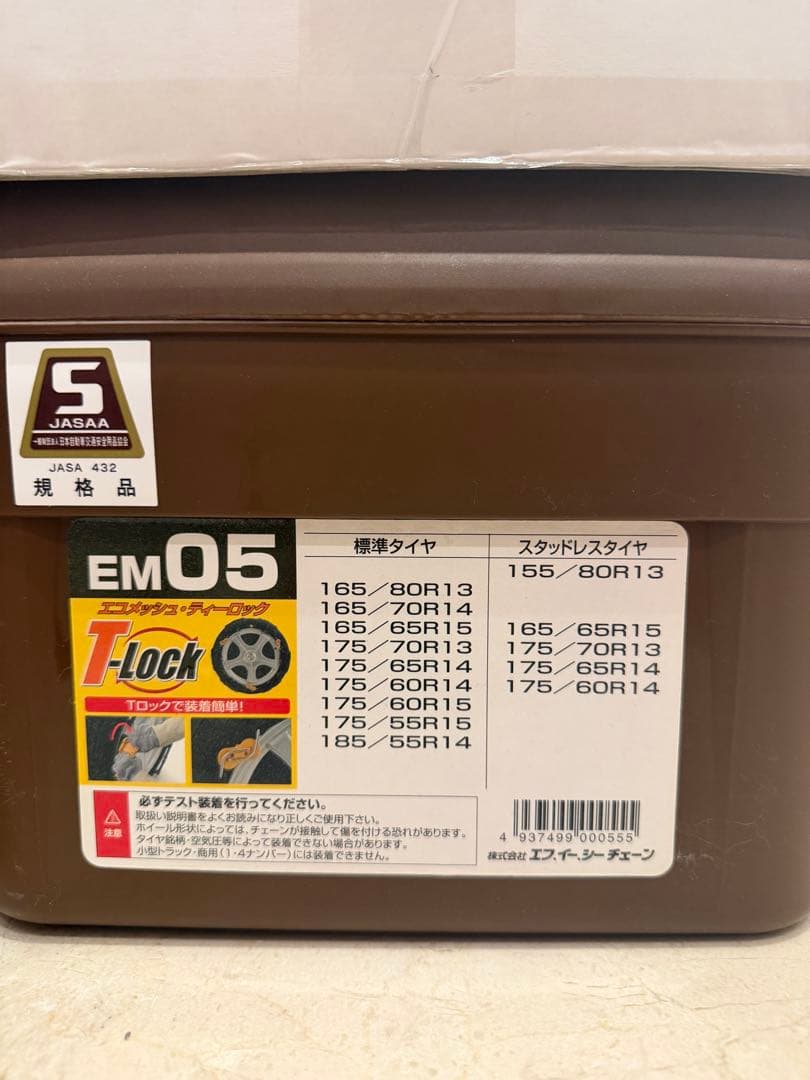 S
JASAA
一般財団法人 日本自動車交通安全用品協会
JASA 432
規格品
EM05
エコメッシュ・ティーロック
T-LOCK
Tロックで装着簡単!
標準タイヤ
165/80R13
165/70R14
165/65R15
175/70R13
175/65R14
175/60R14
175/60R15
175/55R15
185/55R14
スタッドレスタイヤ
155/80R13
165/65R15
175/70R13
175/65R14
175/60R14
注意
必ずテスト装着を行ってください。
取扱い説明書をよくお読みになり正しくご使用下さい。
ホイール形状によっては、チェーンが接触して傷を付ける恐れがあります。
タイヤ銘柄・空気圧等によって装着できない場合があります。
小型トラック・商用(1・4ナンバー)には装着できません。
4 937499 000555
株式会社 エフ.イー.シーチェーン